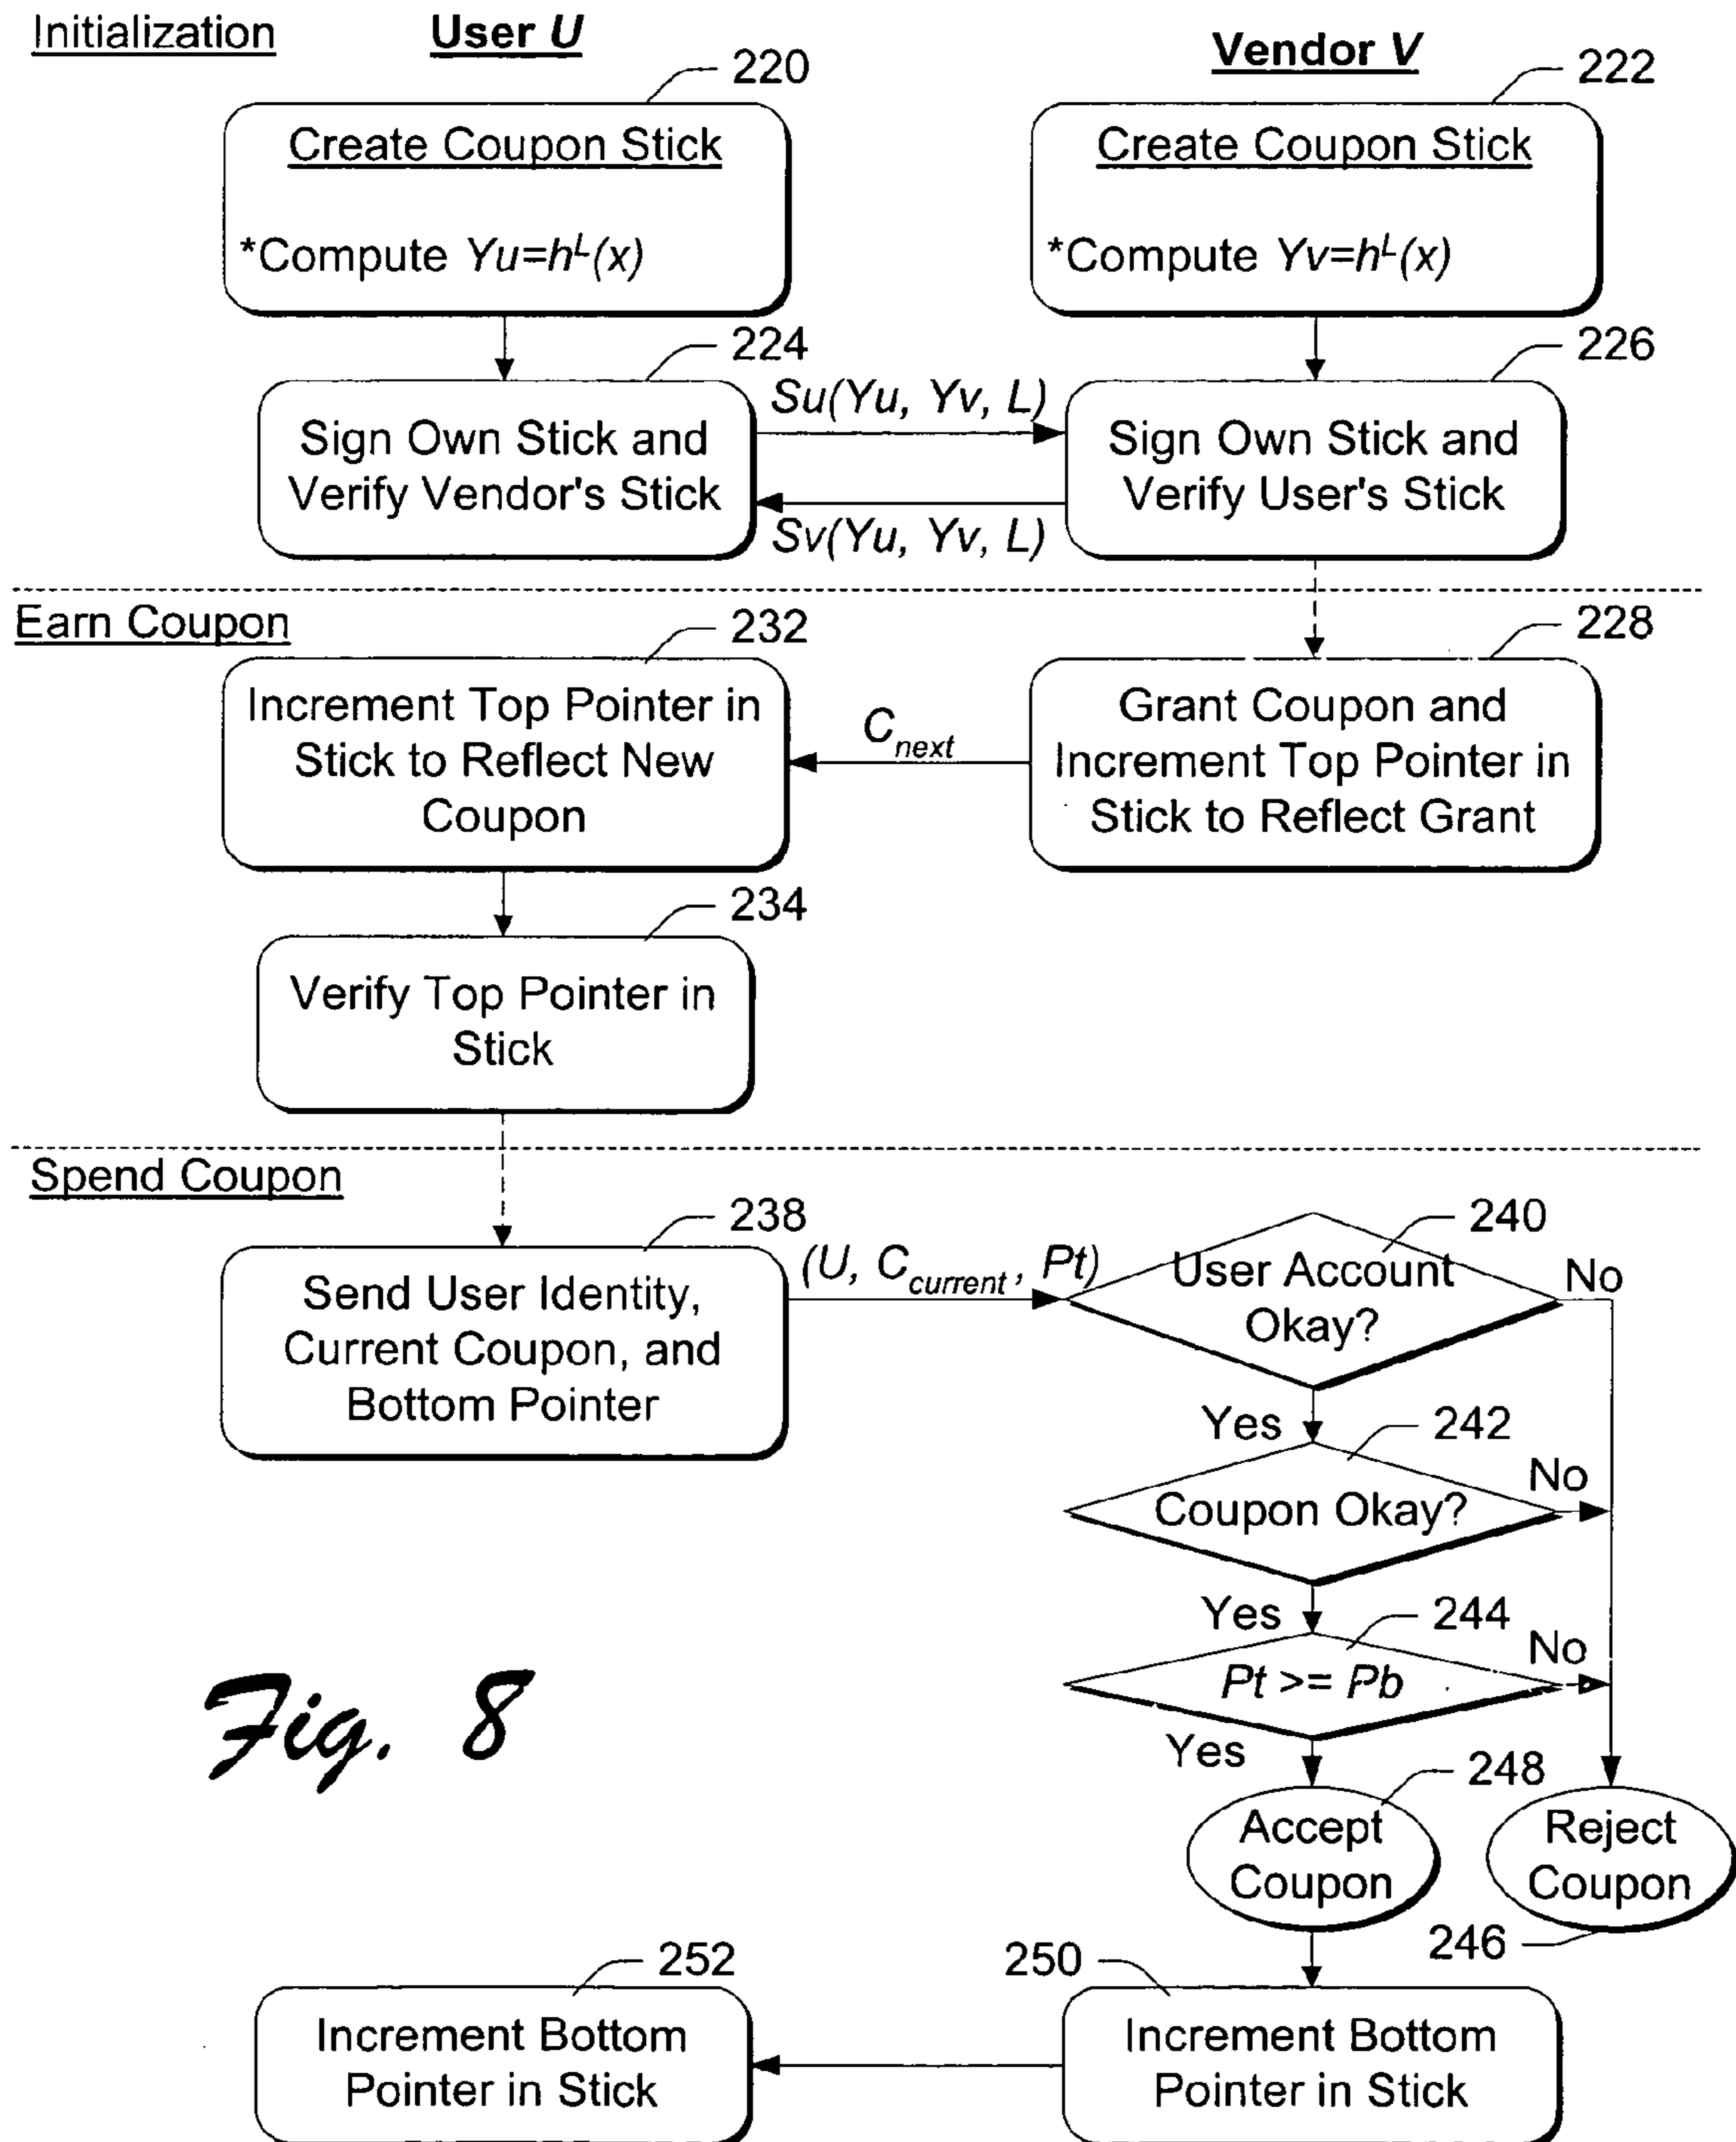 Initialization
User U
Vendor V
220
222
Create Coupon Stick
*Compute Yu=h^L(x)
Create Coupon Stick
*Compute Yv=h^L(x)
224
226
Sign Own Stick and
Verify Vendor's Stick
Su(Yu, Yv, L)
Sv(Yu, Yv, L)
Sign Own Stick and
Verify User's Stick
Earn Coupon
232
228
Increment Top Pointer in
Stick to Reflect New
Coupon
C_next
Grant Coupon and
Increment Top Pointer in
Stick to Reflect Grant
234
Verify Top Pointer in
Stick
Spend Coupon
238
240
Send User Identity,
Current Coupon, and
Bottom Pointer
(U, C_current, Pt)
User Account
Okay?
No
Yes
242
Coupon Okay?
No
Yes
244
Pt >= Pb
No
Yes
248
Accept
Coupon
Reject
Coupon
246
Fig. 8
252
250
Increment Bottom
Pointer in Stick
Increment Bottom
Pointer in Stick